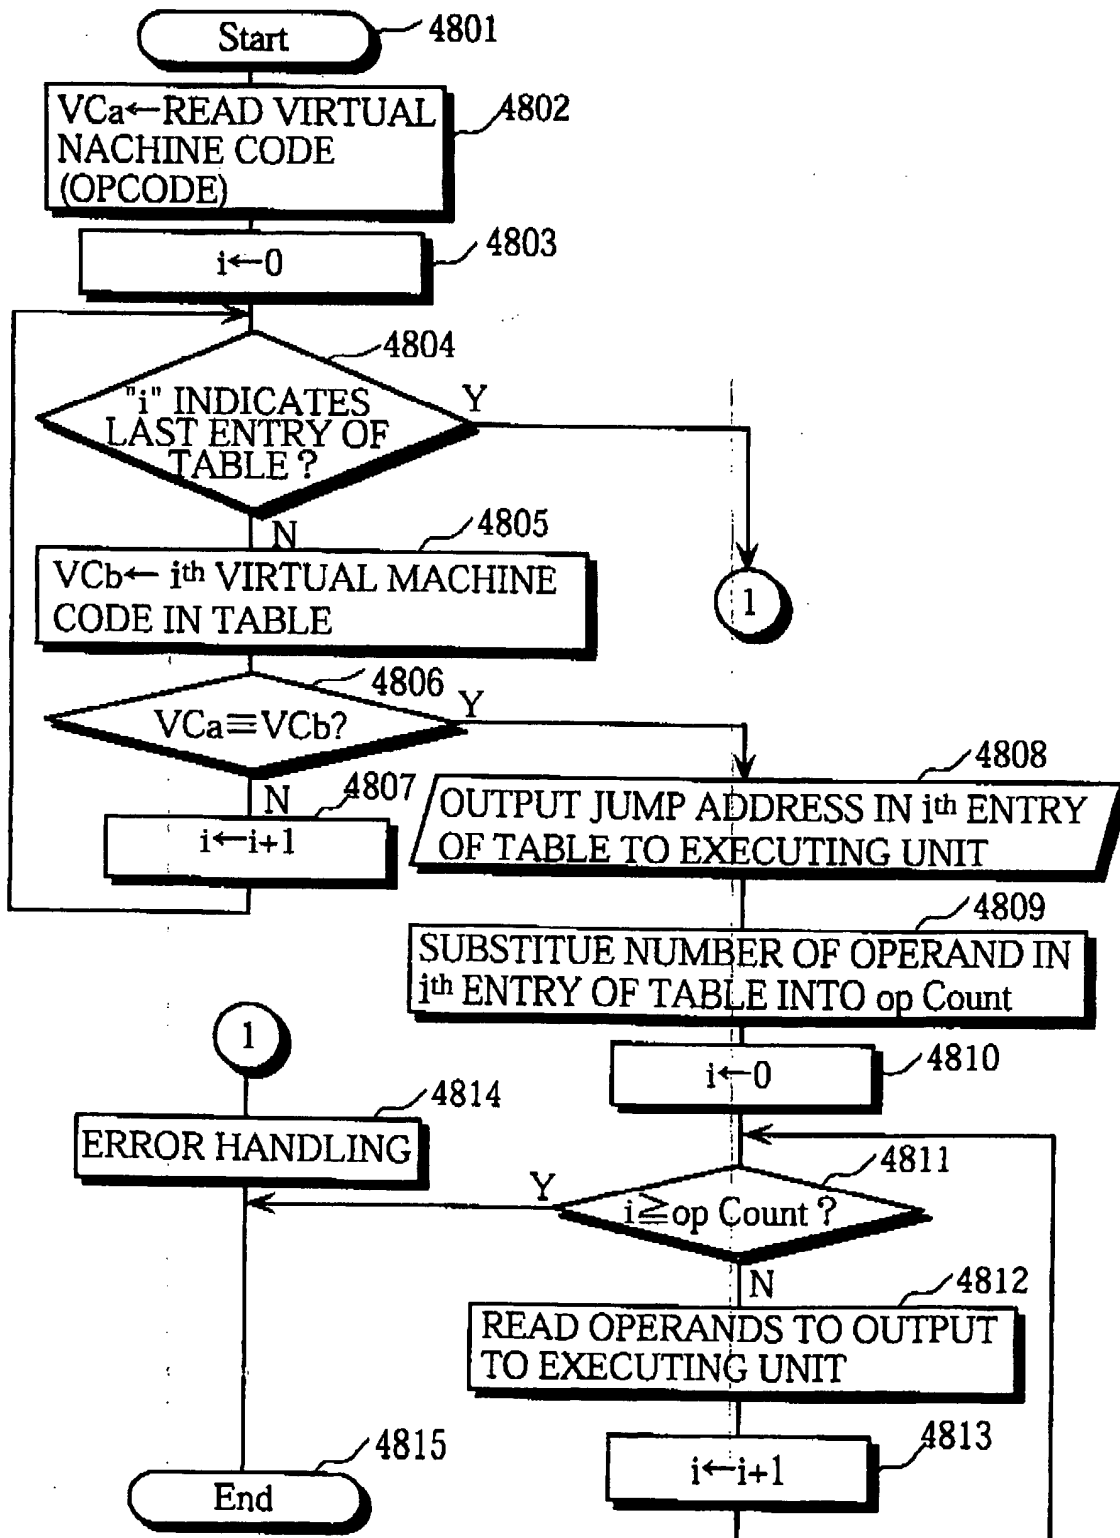 Start
4801
VCa←READ VIRTUAL
NACHINE CODE
(OPCODE)
4802
i←0
4803
4804
"i" INDICATES
LAST ENTRY OF
TABLE ?
Y
N
4805
VCb← ith VIRTUAL MACHINE
CODE IN TABLE
1
4806
VCa≡VCb?
Y
N
4807
i←i+1
4808
OUTPUT JUMP ADDRESS IN ith ENTRY
OF TABLE TO EXECUTING UNIT
4809
SUBSTITUE NUMBER OF OPERAND IN
ith ENTRY OF TABLE INTO op Count
4810
i←0
1
4814
ERROR HANDLING
4811
i≧op Count ?
Y
N
4812
READ OPERANDS TO OUTPUT
TO EXECUTING UNIT
4813
i←i+1
4815
End